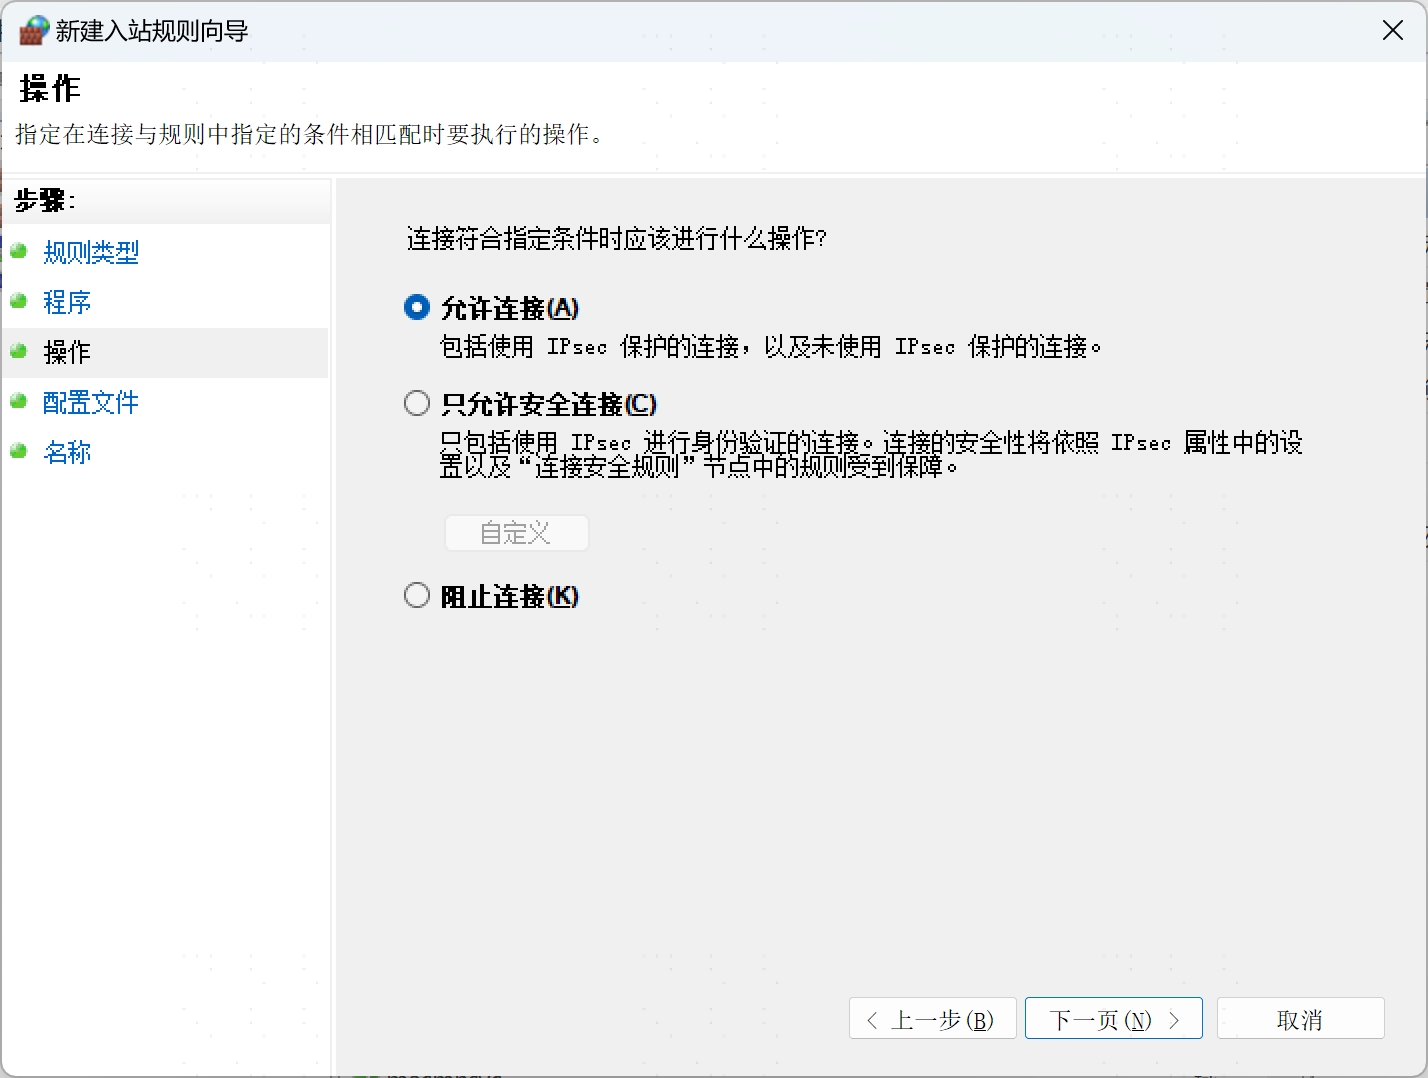 新建入站规则向导
操作
指定在连接与规则中指定的条件相匹配时要执行的操作。
步骤:
规则类型
程序
操作
配置文件
名称
连接符合指定条件时应该进行什么操作?
允许连接(A)
包括使用 IPsec 保护的连接，以及未使用 IPsec 保护的连接。
只允许安全连接(C)
只包括使用 IPsec 进行身份验证的连接。连接的安全性将依照 IPsec 属性中的设
置以及“连接安全规则”节点中的规则受到保障。
自定义
阻止连接(K)
< 上一步(B)
下一页(N) >
取消